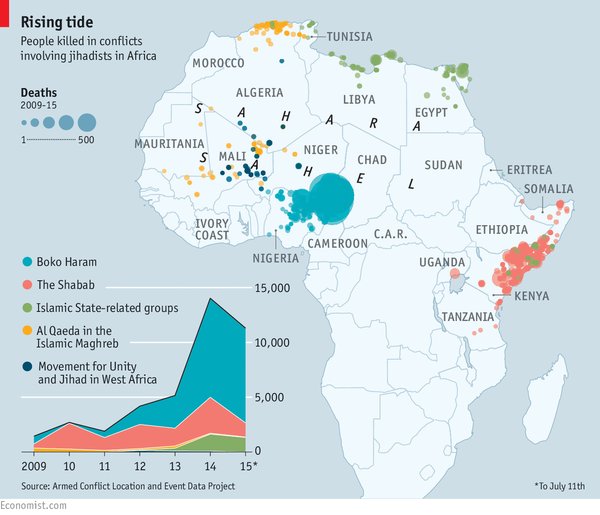 Rising tide
People killed in conflicts
involving jihadists in Africa
Deaths
2009-15
1
500
TUNISIA
MOROCCO
ALGERIA
LIBYA
EGYPT
S A H A R A
MAURITANIA
MALI
NIGER
CHAD
SUDAN
ERITREA
S A H E L
SOMALIA
IVORY
COAST
NIGERIA
CAMEROON
C.A.R.
ETHIOPIA
UGANDA
KENYA
TANZANIA
Boko Haram
The Shabab
Islamic State-related groups
Al Qaeda in the
Islamic Maghreb
Movement for Unity
and Jihad in West Africa
15,000
10,000
5,000
0
2009 10 11 12 13 14 15*
Source: Armed Conflict Location and Event Data Project
*To July 11th
Economist.com